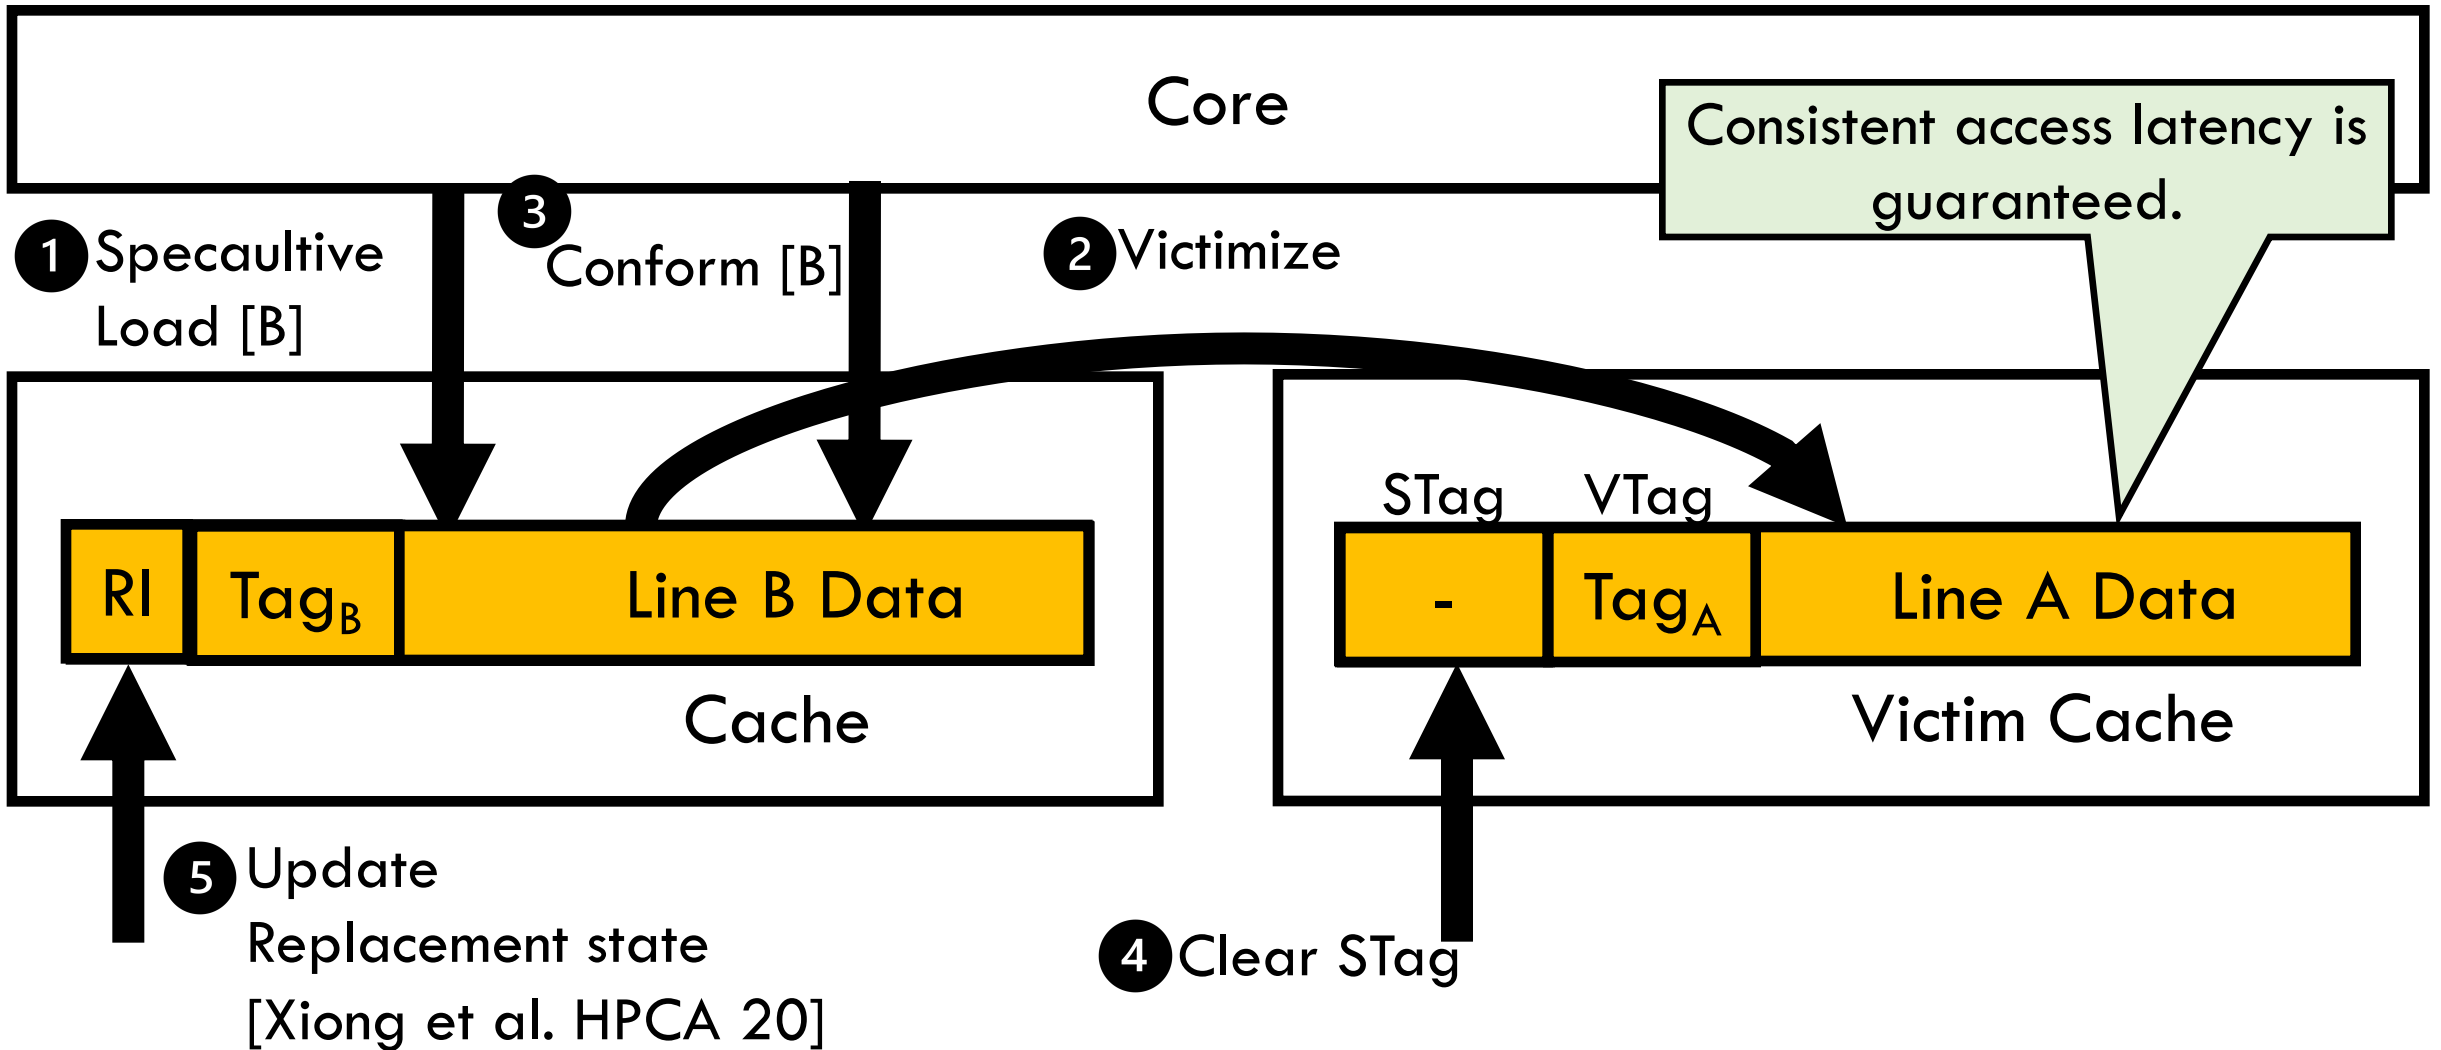 Core
Consistent access latency is
guaranteed.
1 Specaultive
Load [B]
3
Conform [B]
2 Victimize
STag VTag
RI TagB Line B Data
- TagA Line A Data
Cache
Victim Cache
5 Update
Replacement state
[Xiong et al. HPCA 20]
4 Clear STag